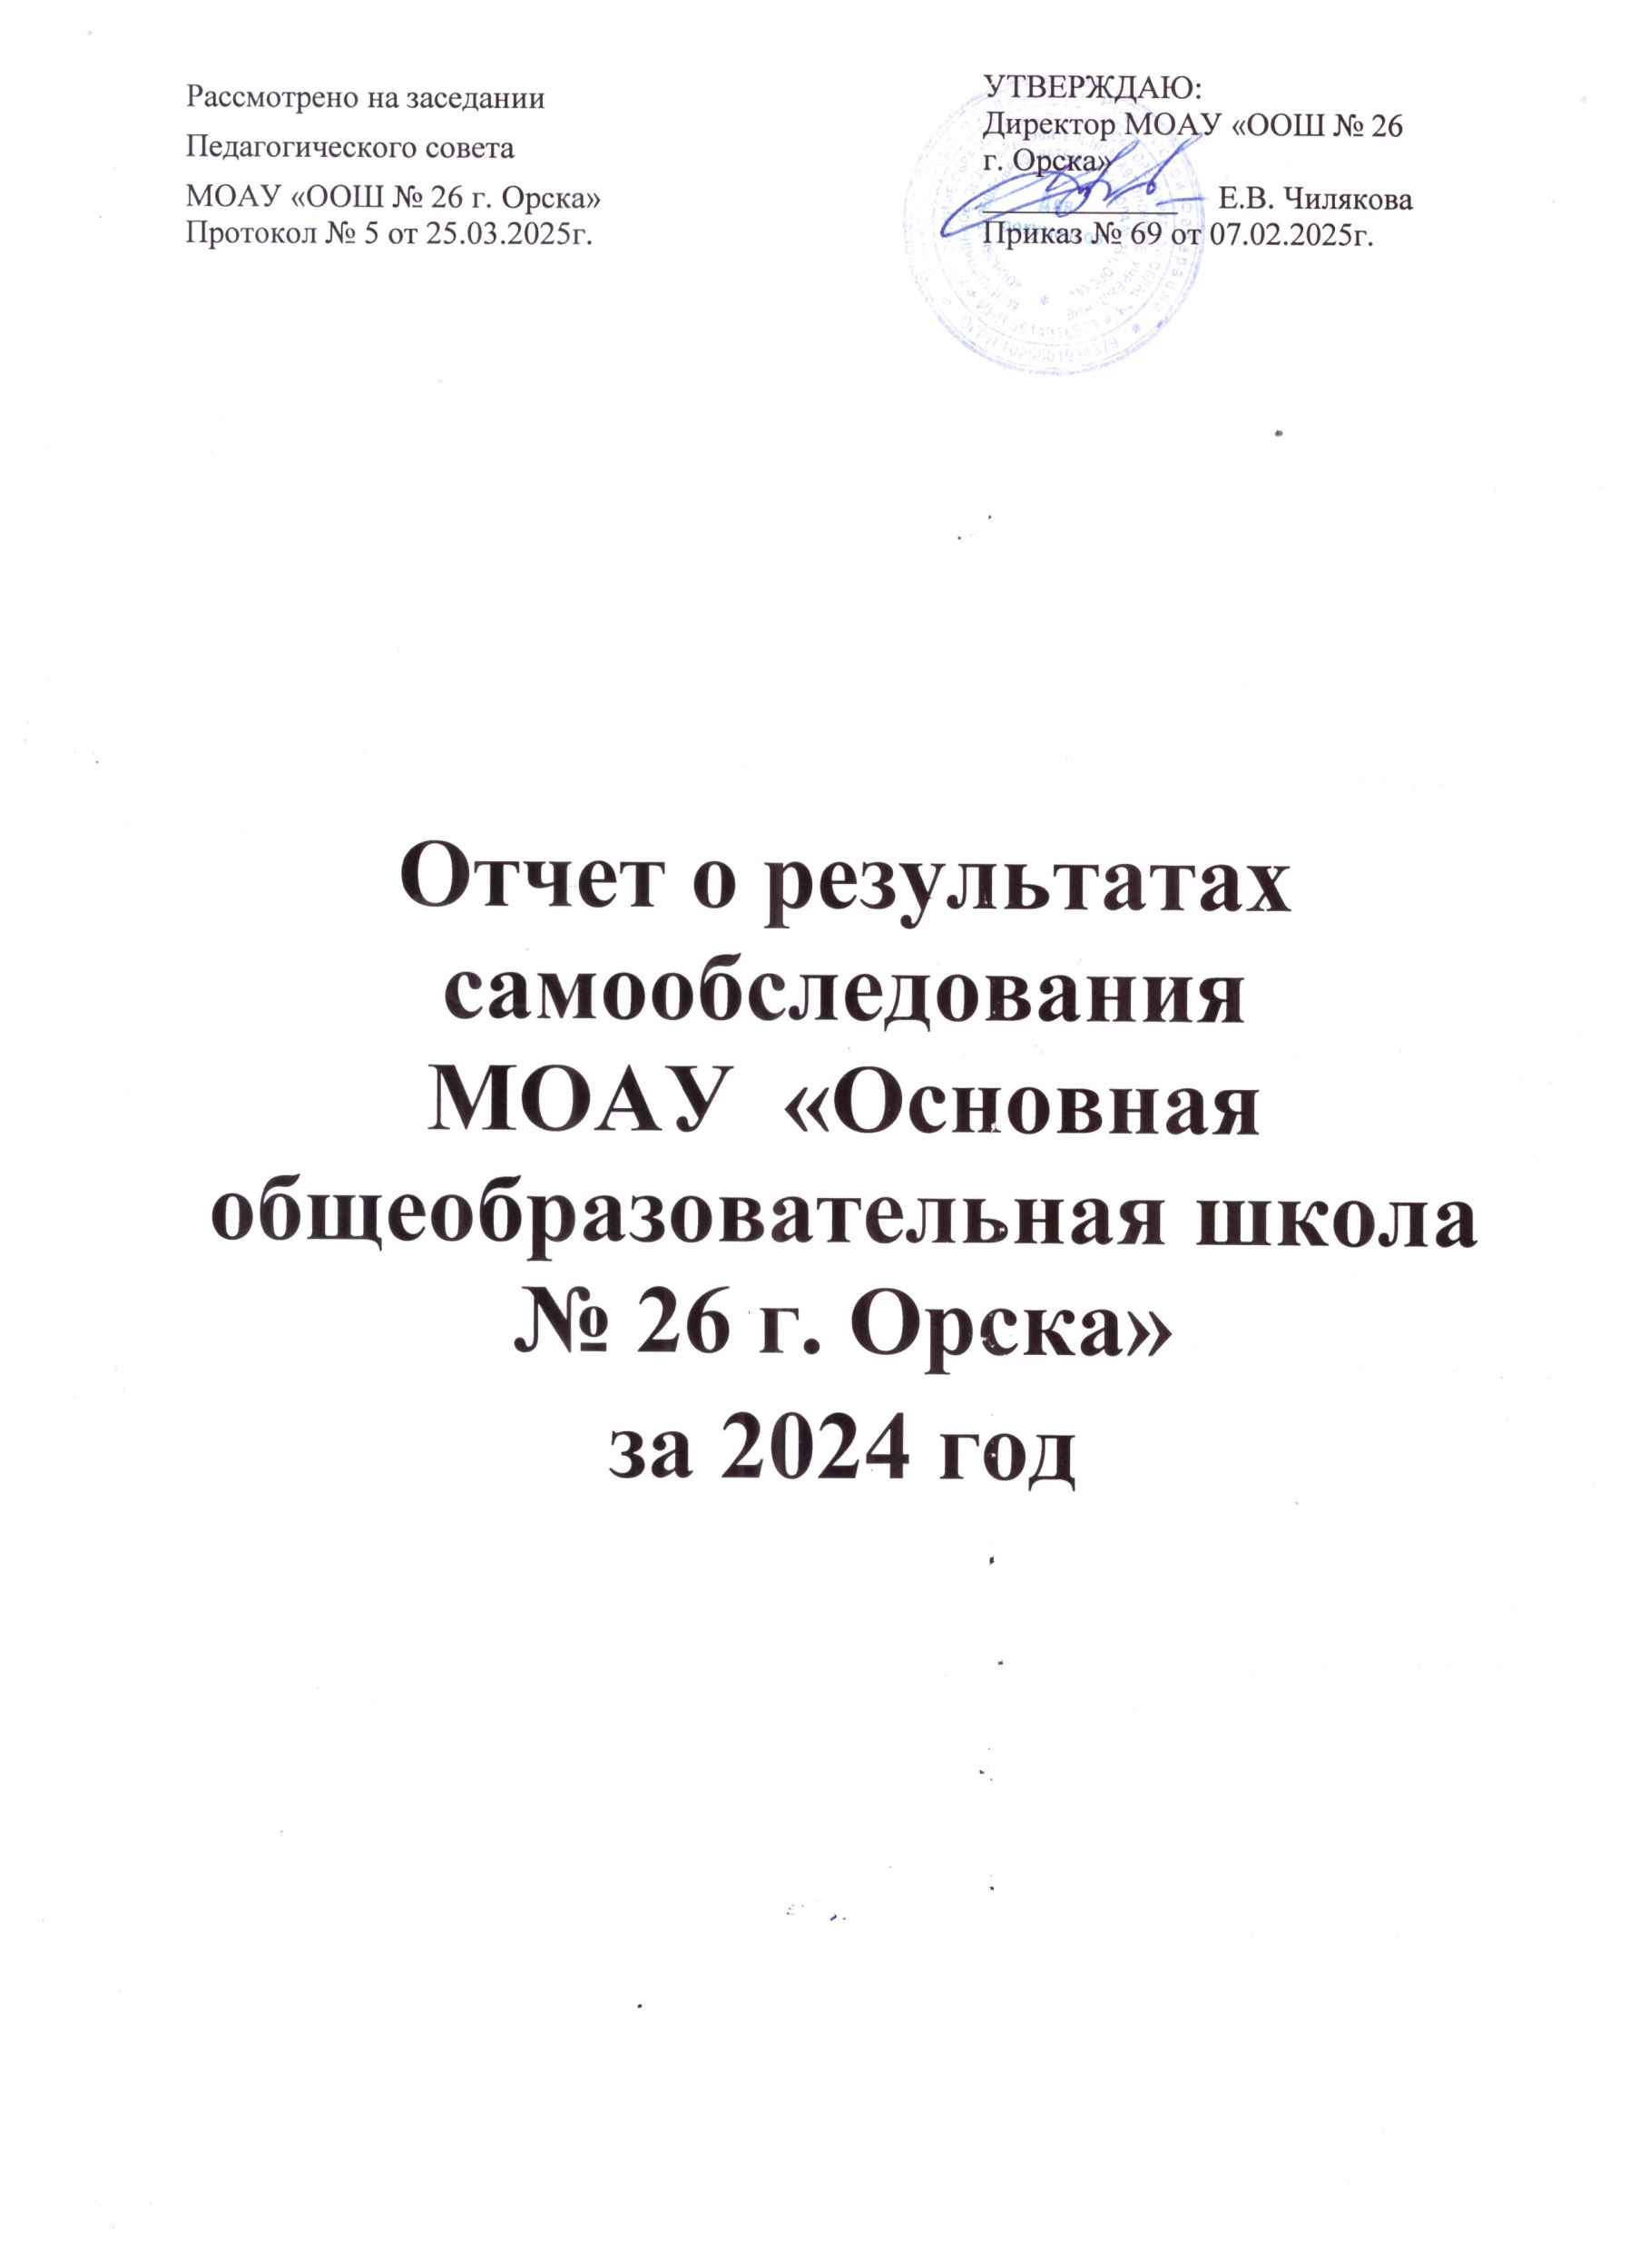 Рассмотрено на заседании
Педагогического совета
МОАУ «ООШ № 26 г. Орска»
Протокол № 5 от 25.03.2025г.
УТВЕРЖДАЮ:
Директор МОАУ «ООШ № 26
г. Орска»
Е.В. Чилякова
Приказ № 69 от 07.02.2025г.
Отчет о результатах
самообследования
МОАУ «Основная
общеобразовательная школа
№ 26 г. Орска»
за 2024 год